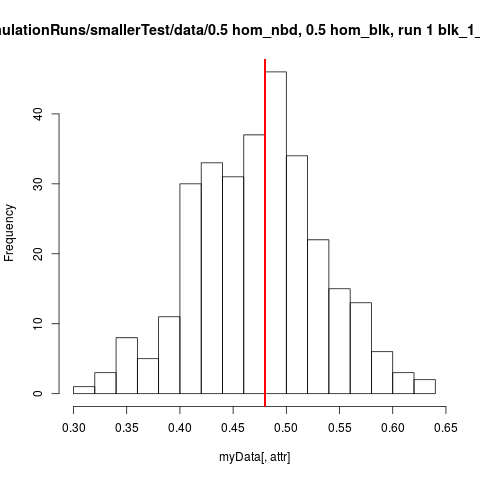 nulationRuns/smallerTest/data/0.5 hom_nbd, 0.5 hom_blk, run 1 blk_1_
Frequency
40
30
20
10
0
0.30 0.35 0.40 0.45 0.50 0.55 0.60 0.65
myData[, attr]